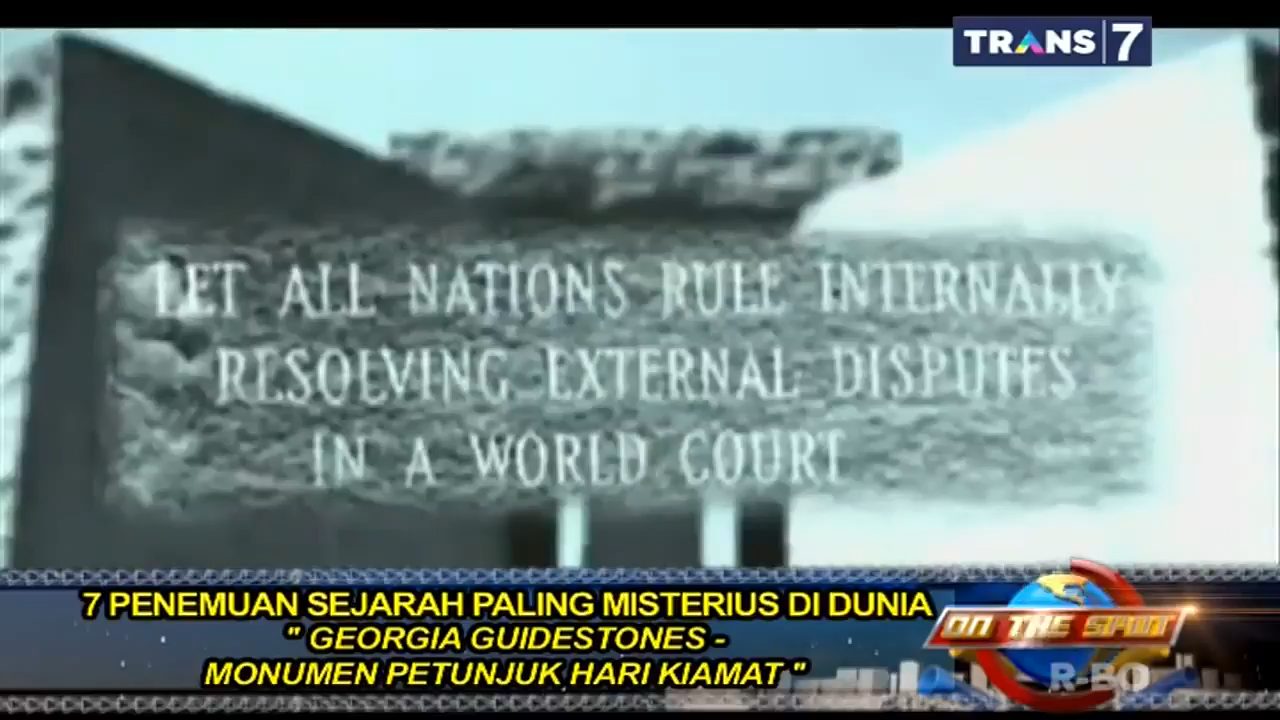 TRANS 7
LET ALL NATIONS RULE INTERNALLY
RESOLVING EXTERNAL DISPUTES
IN A WORLD COURT
7 PENEMUAN SEJARAH PALING MISTERIUS DI DUNIA
" GEORGIA GUIDESTONES -
MONUMEN PETUNJUK HARI KIAMAT "
ON THE SPOT
R-BO